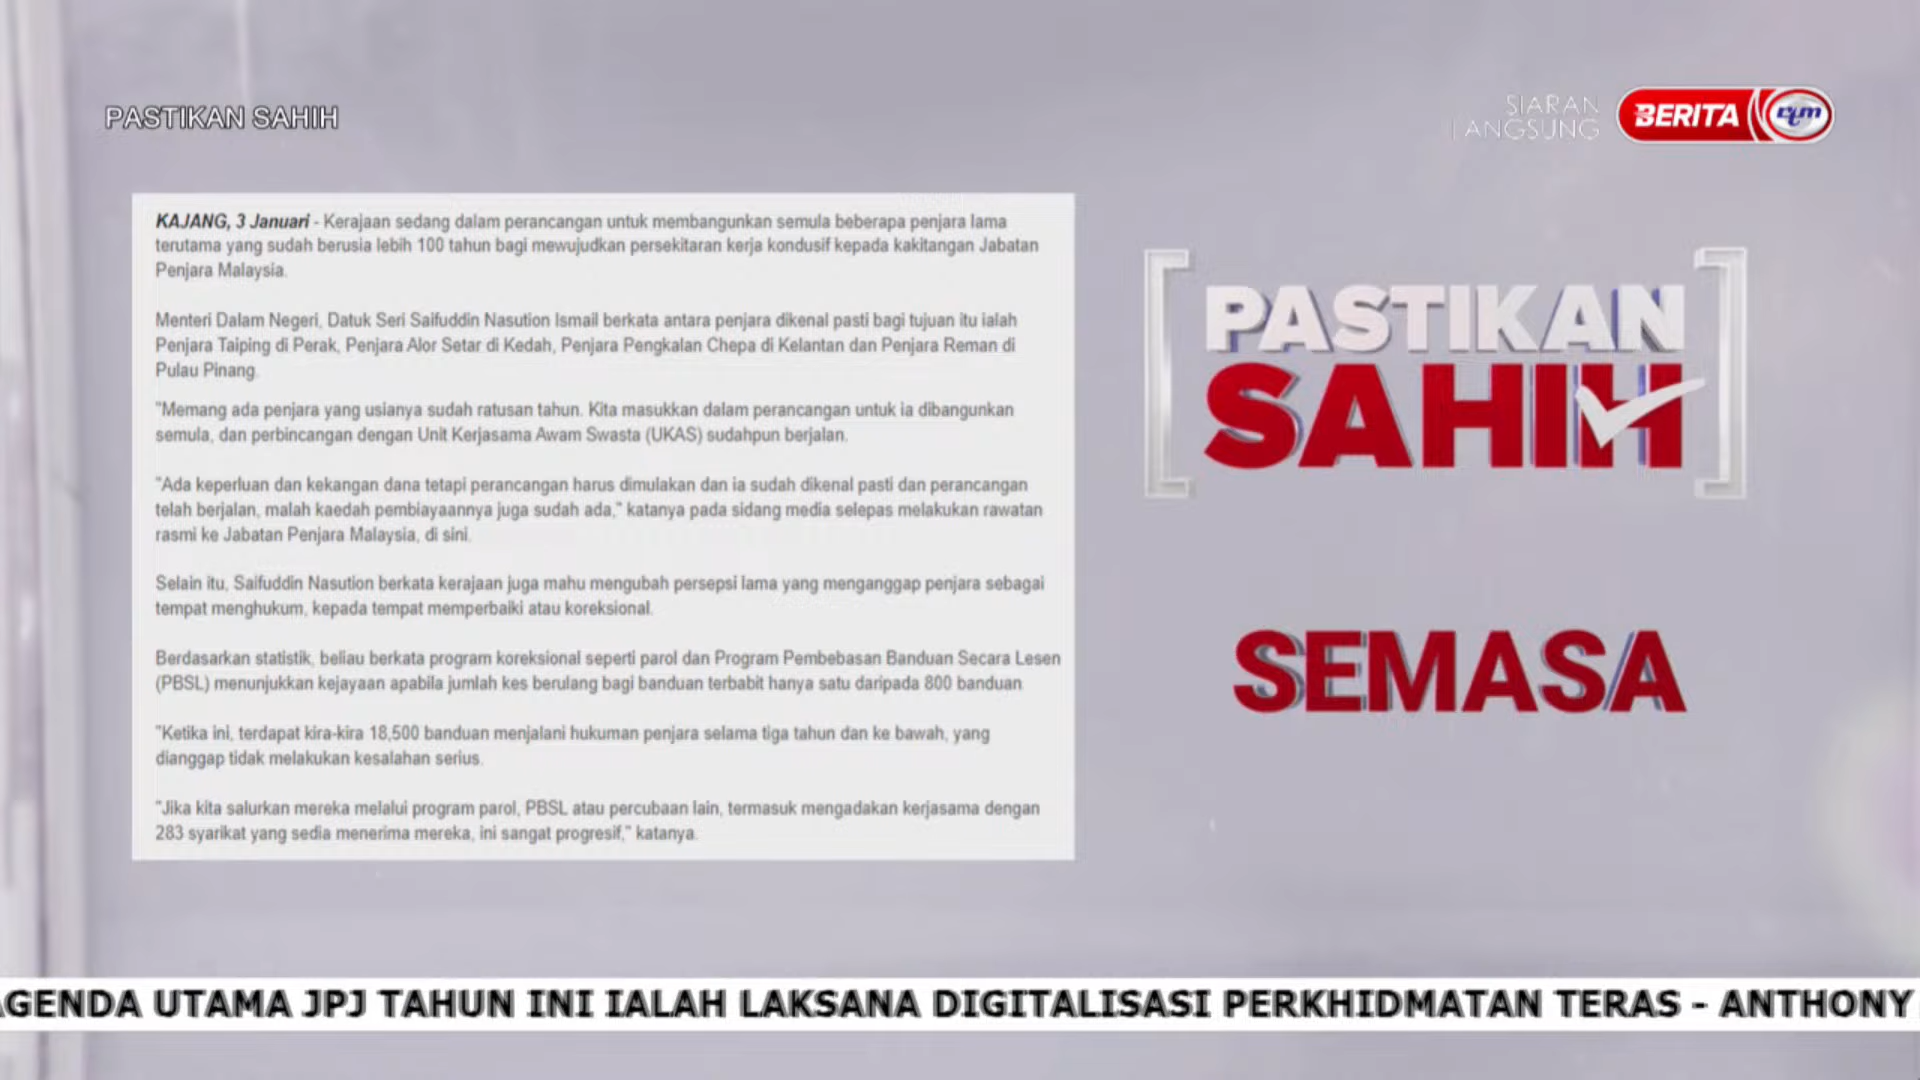 PASTIKAN SAHIH
SIARAN
LANGSUNG
BERITA rtm
KAJANG, 3 Januari - Kerajaan sedang dalam perancangan untuk membangunkan semula beberapa penjara lama
terutama yang sudah berusia lebih 100 tahun bagi mewujudkan persekitaran kerja kondusif kepada kakitangan Jabatan
Penjara Malaysia.
Menteri Dalam Negeri, Datuk Seri Saifuddin Nasution Ismail berkata antara penjara dikenal pasti bagi tujuan itu ialah
Penjara Taiping di Perak, Penjara Alor Setar di Kedah, Penjara Pengkalan Chepa di Kelantan dan Penjara Reman di
Pulau Pinang.
"Memang ada penjara yang usianya sudah ratusan tahun. Kita masukkan dalam perancangan untuk ia dibangunkan
semula, dan perbincangan dengan Unit Kerjasama Awam Swasta (UKAS) sudahpun berjalan.
"Ada keperluan dan kekangan dana tetapi perancangan harus dimulakan dan ia sudah dikenal pasti dan perancangan
telah berjalan, malah kaedah pembiayaannya juga sudah ada," katanya pada sidang media selepas melakukan rawatan
rasmi ke Jabatan Penjara Malaysia, di sini.
Selain itu, Saifuddin Nasution berkata kerajaan juga mahu mengubah persepsi lama yang menganggap penjara sebagai
tempat menghukum, kepada tempat memperbaiki atau koreksional.
Berdasarkan statistik, beliau berkata program koreksional seperti parol dan Program Pembebasan Banduan Secara Lesen
(PBSL) menunjukkan kejayaan apabila jumlah kes berulang bagi banduan terbabit hanya satu daripada 800 banduan
"Ketika ini, terdapat kira-kira 18,500 banduan menjalani hukuman penjara selama tiga tahun dan ke bawah, yang
dianggap tidak melakukan kesalahan serius.
"Jika kita salurkan mereka melalui program parol, PBSL atau percubaan lain, termasuk mengadakan kerjasama dengan
283 syarikat yang sedia menerima mereka, ini sangat progresif," katanya.
PASTIKAN
SAHIH
SEMASA
AGENDA UTAMA JPJ TAHUN INI IALAH LAKSANA DIGITALISASI PERKHIDMATAN TERAS - ANTHONY